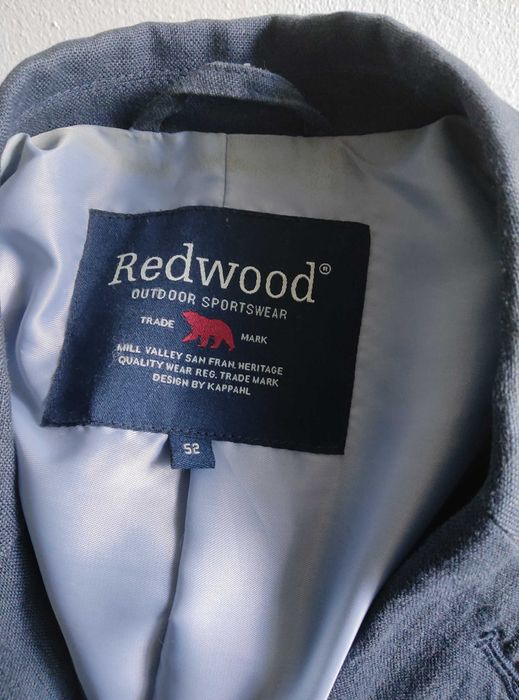 Redwood®
OUTDOOR SPORTSWEAR
TRADE MARK
MILL VALLEY SAN FRAN. HERITAGE
QUALITY WEAR REG. TRADE MARK
DESIGN BY KAPPAHL
52